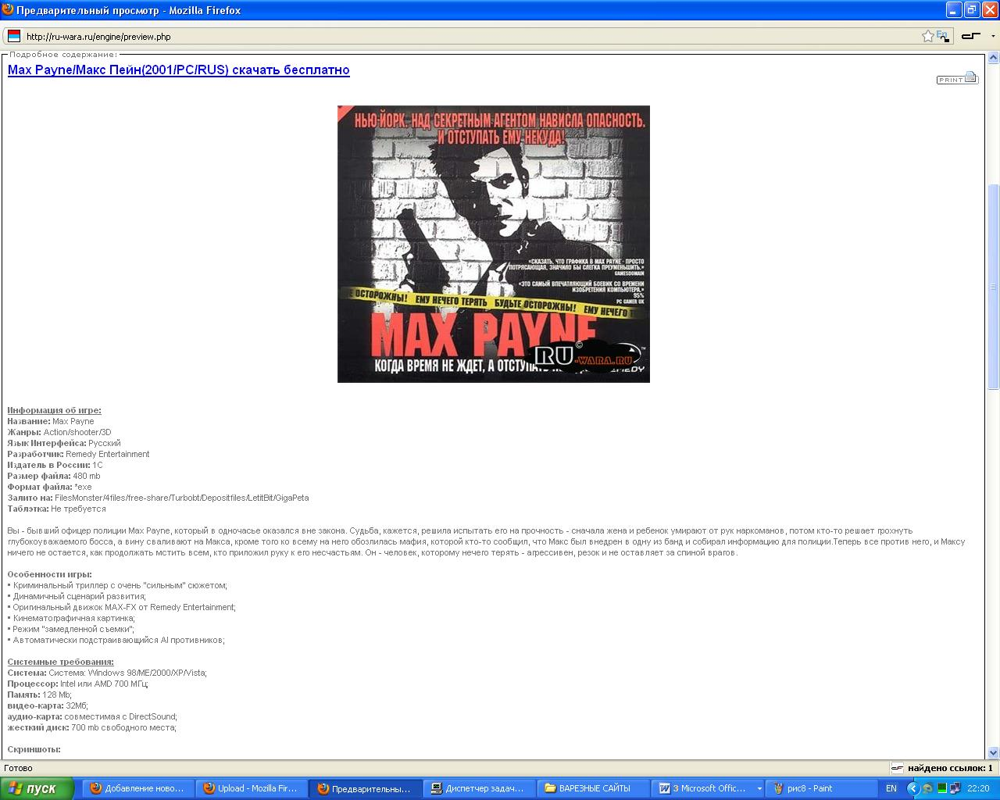 Предварительный просмотр - Mozilla Firefox
http://ru-wara.ru/engine/preview.php
En
Подробное содержание:
Max Payne/Макс Пейн(2001/PC/RUS) скачать бесплатно
PRINT
НЬЮ-ЙОРК. НАД СЕКРЕТНЫМ АГЕНТОМ НАВИСЛА ОПАСНОСТЬ.
И ОТСТУПАТЬ ЕМУ НЕКУДА!
«СКАЗАТЬ, ЧТО ГРАФИКА В MAX PAYNE - ПРОСТО
ПОТРЯСАЮЩАЯ, ЗНАЧИЛО БЫ СЛЕГКА ПРЕУМЕНЬШИТЬ.»
GAMESDOMAIN
«ЭТО САМЫЙ ВПЕЧАТЛЯЮЩИЙ БОЕВИК СО ВРЕМЕНИ
ИЗОБРЕТЕНИЯ КОМПЬЮТЕРА.»
95%
PC GAMER UK
Е ОСТОРОЖНЫ! ЕМУ НЕЧЕГО ТЕРЯТЬ БУДЬТЕ ОСТОРОЖНЫ! ЕМУ НЕЧЕГО Т
MAX PAYNE
RU-WARA.RU ©
КОГДА ВРЕМЯ НЕ ЖДЕТ, А ОТСТУПАТЬ
Информация об игре:
Название: Max Payne
Жанры: Action/shooter/3D
Язык Интерфейса: Русский
Разработчик: Remedy Entertainment
Издатель в России: 1С
Размер файла: 480 mb
Формат файла: *exe
Залито на: FilesMonster/4files/free-share/Turbobt/Depositfiles/LetitBit/GigaPeta
Таблэтка: Не требуется
Вы - бывший офицер полиции Max Payne, который в одночасье оказался вне закона. Судьба, кажется, решила испытать его на прочность - сначала жена и ребенок умирают от рук наркоманов, потом кто-то решает грохнуть
глубокоуважаемого босса, а вину сваливают на Макса, кроме того ко всему на него обозлилась мафия, которой кто-то сообщил, что Макс был внедрен в одну из банд и собирал информацию для полиции.Теперь все против него, и Максу
ничего не остается, как продолжать мстить всем, кто приложил руку к его несчастьям. Он - человек, которому нечего терять - агрессивен, резок и не оставляет за спиной врагов.
Особенности игры:
• Криминальный триллер с очень "сильным" сюжетом;
• Динамичный сценарий развития;
• Оригинальный движок MAX-FX от Remedy Entertainment;
• Кинематографичная картинка;
• Режим "замедленной съемки";
• Автоматически подстраивающийся AI противников;
Системные требования:
Система: Система: Windows 98/ME/2000/XP/Vista;
Процессор: Intel или AMD 700 МГц;
Память: 128 Mb;
видео-карта: 32Мб;
аудио-карта: совместимая с DirectSound;
жесткий диск: 700 mb свободного места;
Скриншоты:
Готово
найдено ссылок: 1
пуск
Добавление ново...
Upload - Mozilla Fir...
Предварительны...
Диспетчер задач...
ВАРЕЗНЫЕ САЙТЫ
3 Microsoft Offic...
рис8 - Paint
EN
22:20